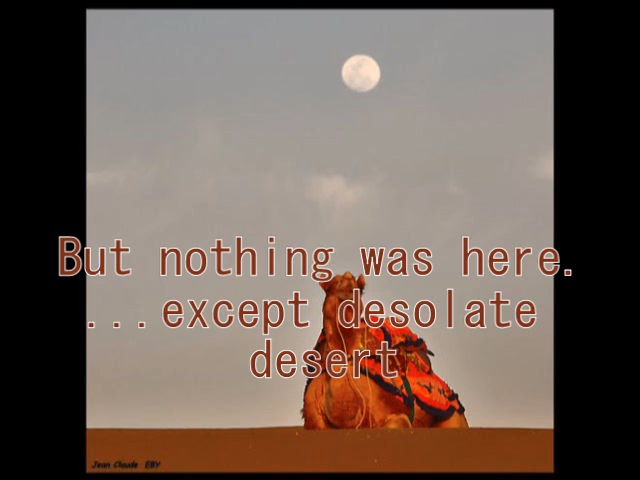 But nothing was here.
...except desolate
desert
Jean Claude EBY